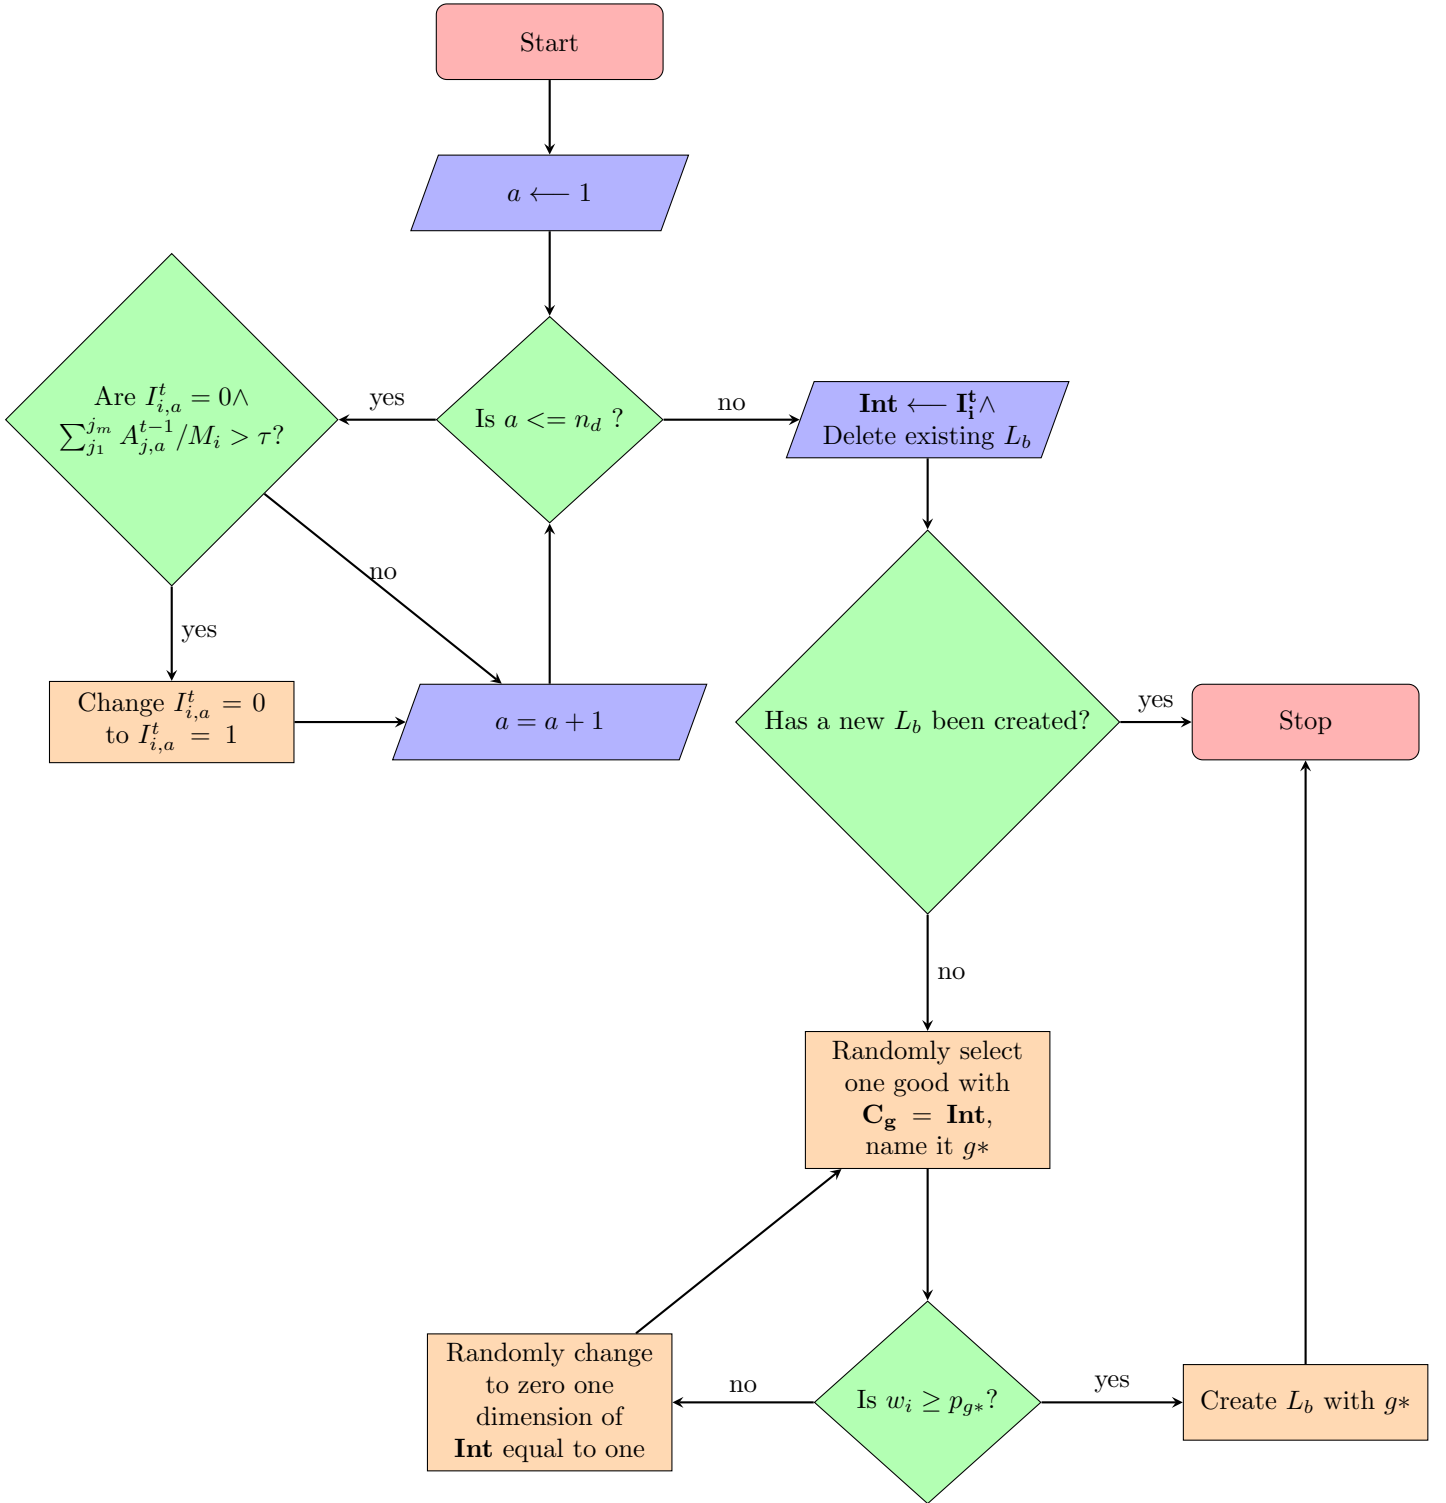 Start
a ⟵ 1
Are I^t_{i,a} = 0∧
∑^{j_m}_{j_1} A^{t−1}_{j,a}/M_i > τ?
yes
Is a <= n_d ?
no
Int ⟵ I^t_i ∧
Delete existing L_b
no
yes
Change I^t_{i,a} = 0
to I^t_{i,a} = 1
a = a + 1
Has a new L_b been created?
yes
Stop
no
Randomly select
one good with
C_g = Int,
name it g∗
Randomly change
to zero one
dimension of
Int equal to one
no
Is w_i ≥ p_{g∗}?
yes
Create L_b with g∗